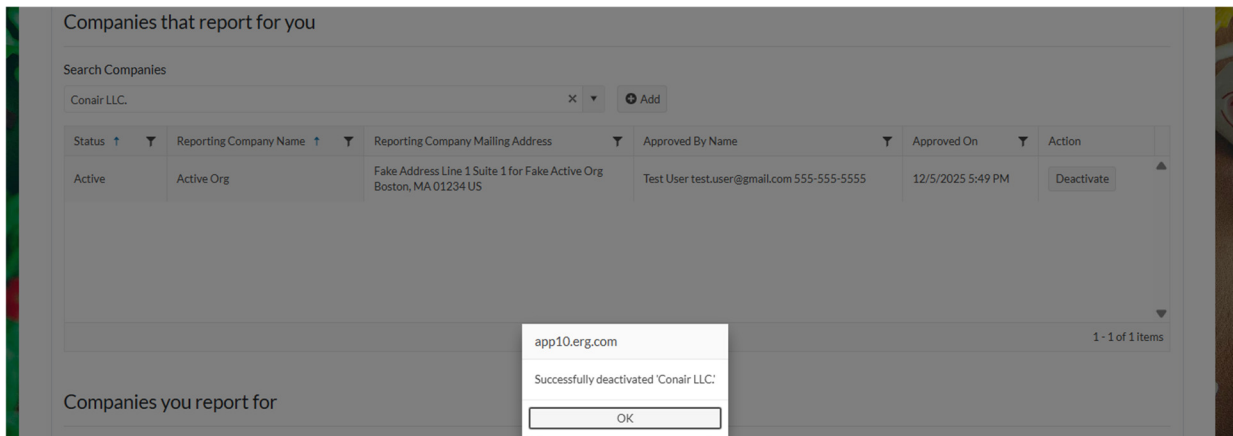 Companies that report for you
Search Companies
Conair LLC.
Add
Status Reporting Company Name Reporting Company Mailing Address Approved By Name Approved On Action
Active Active Org Fake Address Line 1 Suite 1 for Fake Active Org Test User test.user@gmail.com 555-555-5555 12/5/2025 5:49 PM Deactivate
Boston, MA 01234 US
1 - 1 of 1 items
app10.erg.com
Successfully deactivated 'Conair LLC.'
OK
Companies you report for